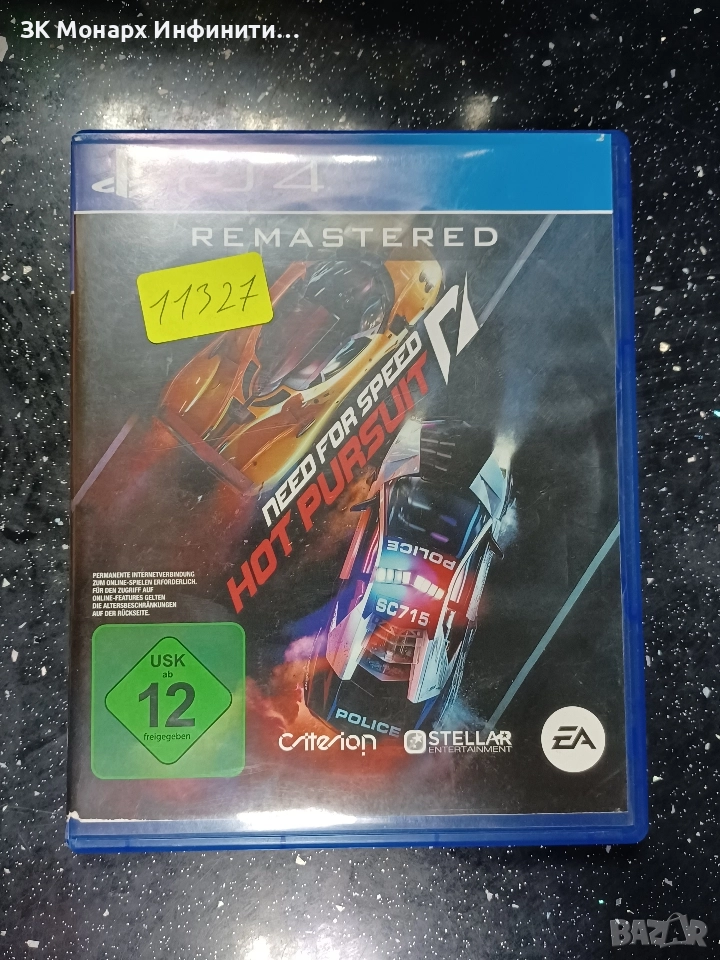 ЗК Монарх Инфинити...
PS4
REMASTERED
11327
NEED FOR SPEED
HOT PURSUIT
POLICE
POLICE
SC715
POLICE
PERMANENTE INTERNETVERBINDUNG
ZUM ONLINE-SPIELEN ERFORDERLICH.
FÜR DEN ZUGRIFF AUF
ONLINE-FEATURES GELTEN
DIE ALTERSBESCHRÄNKUNGEN
AUF DER RÜCKSEITE.
USK
ab
12
freigegeben
criterion
STELLAR
ENTERTAINMENT
EA
BAZAR